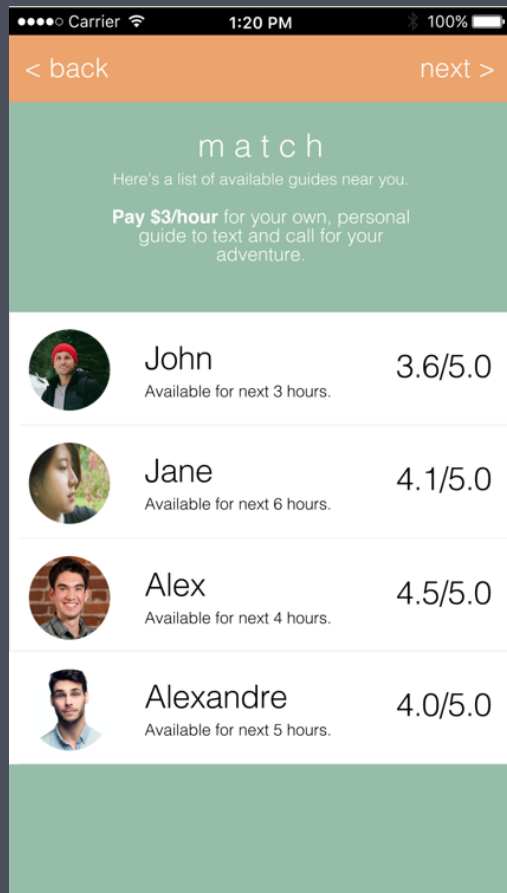 Carrier 1:20 PM 100%
< back next >
match
Here's a list of available guides near you.
Pay $3/hour for your own, personal
guide to text and call for your
adventure.
John
Available for next 3 hours.
3.6/5.0
Jane
Available for next 6 hours.
4.1/5.0
Alex
Available for next 4 hours.
4.5/5.0
Alexandre
Available for next 5 hours.
4.0/5.0